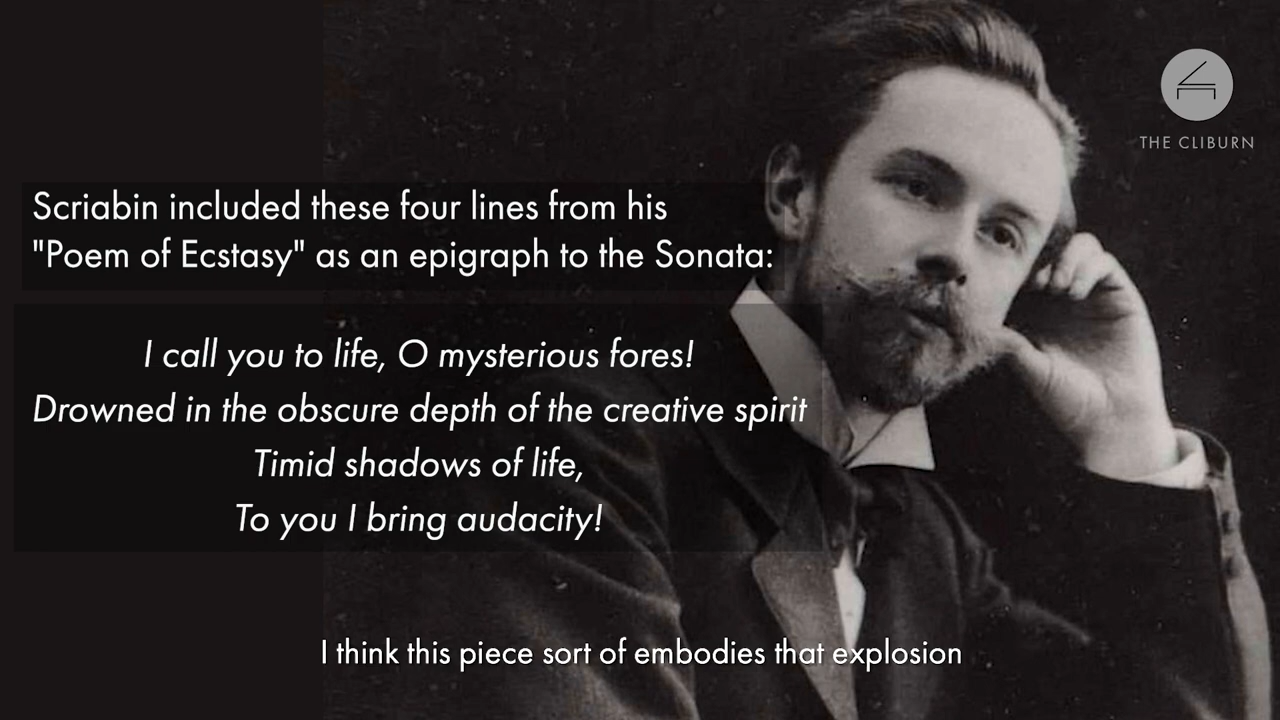 THE CLIBURN
Scriabin included these four lines from his
"Poem of Ecstasy" as an epigraph to the Sonata:
I call you to life, O mysterious fores!
Drowned in the obscure depth of the creative spirit
Timid shadows of life,
To you I bring audacity!
I think this piece sort of embodies that explosion